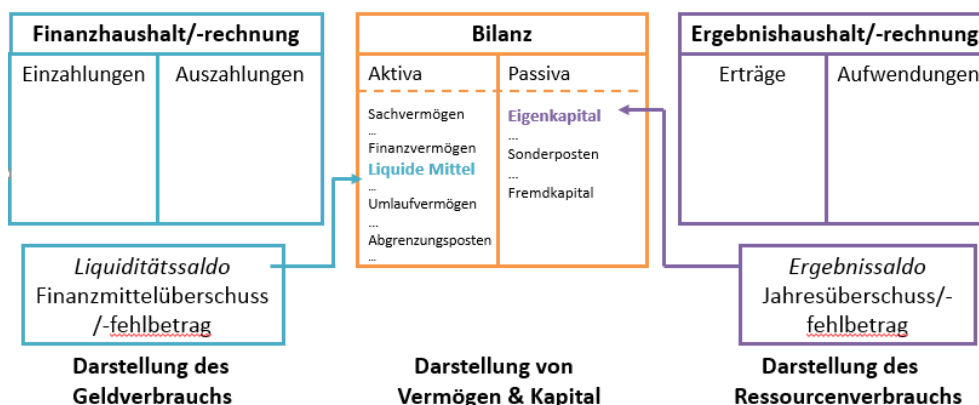 Finanzhaushalt/-rechnung
Einzahlungen
Auszahlungen
Liquiditätssaldo
Finanzmittelüberschuss
/-fehlbetrag
Darstellung des
Geldverbrauchs
Bilanz
Aktiva
Passiva
Sachvermögen
…
Finanzvermögen
Liquide Mittel
…
Umlaufvermögen
…
Abgrenzungsposten
…
Eigenkapital
…
Sonderposten
…
Fremdkapital
Darstellung von
Vermögen & Kapital
Ergebnishaushalt/-rechnung
Erträge
Aufwendungen
Ergebnissaldo
Jahresüberschuss/-
fehlbetrag
Darstellung des
Ressourcenverbrauchs